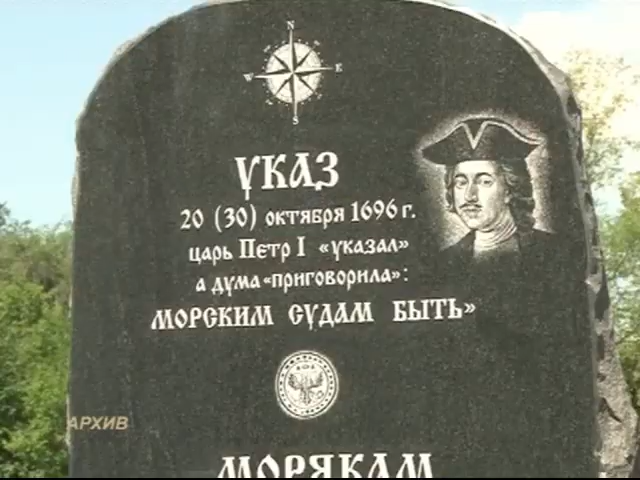 N
W E
S
УКАЗ
20 (30) октября 1696 г.
царь Петр I «указал»
а дума «приговорила»:
МОРСКИМ СУДАМ БЫТЬ»
АРХИВ
МОРЯКАМ